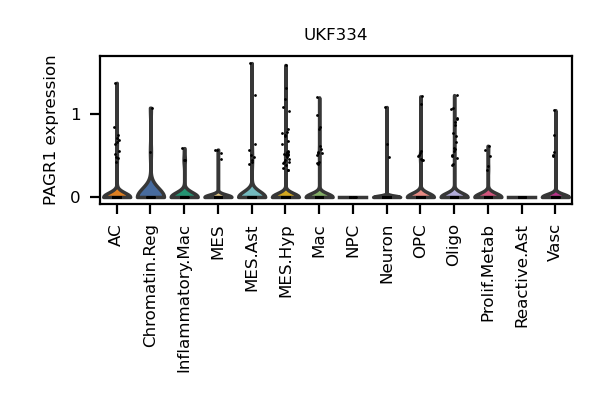 UKF334
PAGR1 expression
1
0
AC
Chromatin.Reg
Inflammatory.Mac
MES
MES.Ast
MES.Hyp
Mac
NPC
Neuron
OPC
Oligo
Prolif.Metab
Reactive.Ast
Vasc